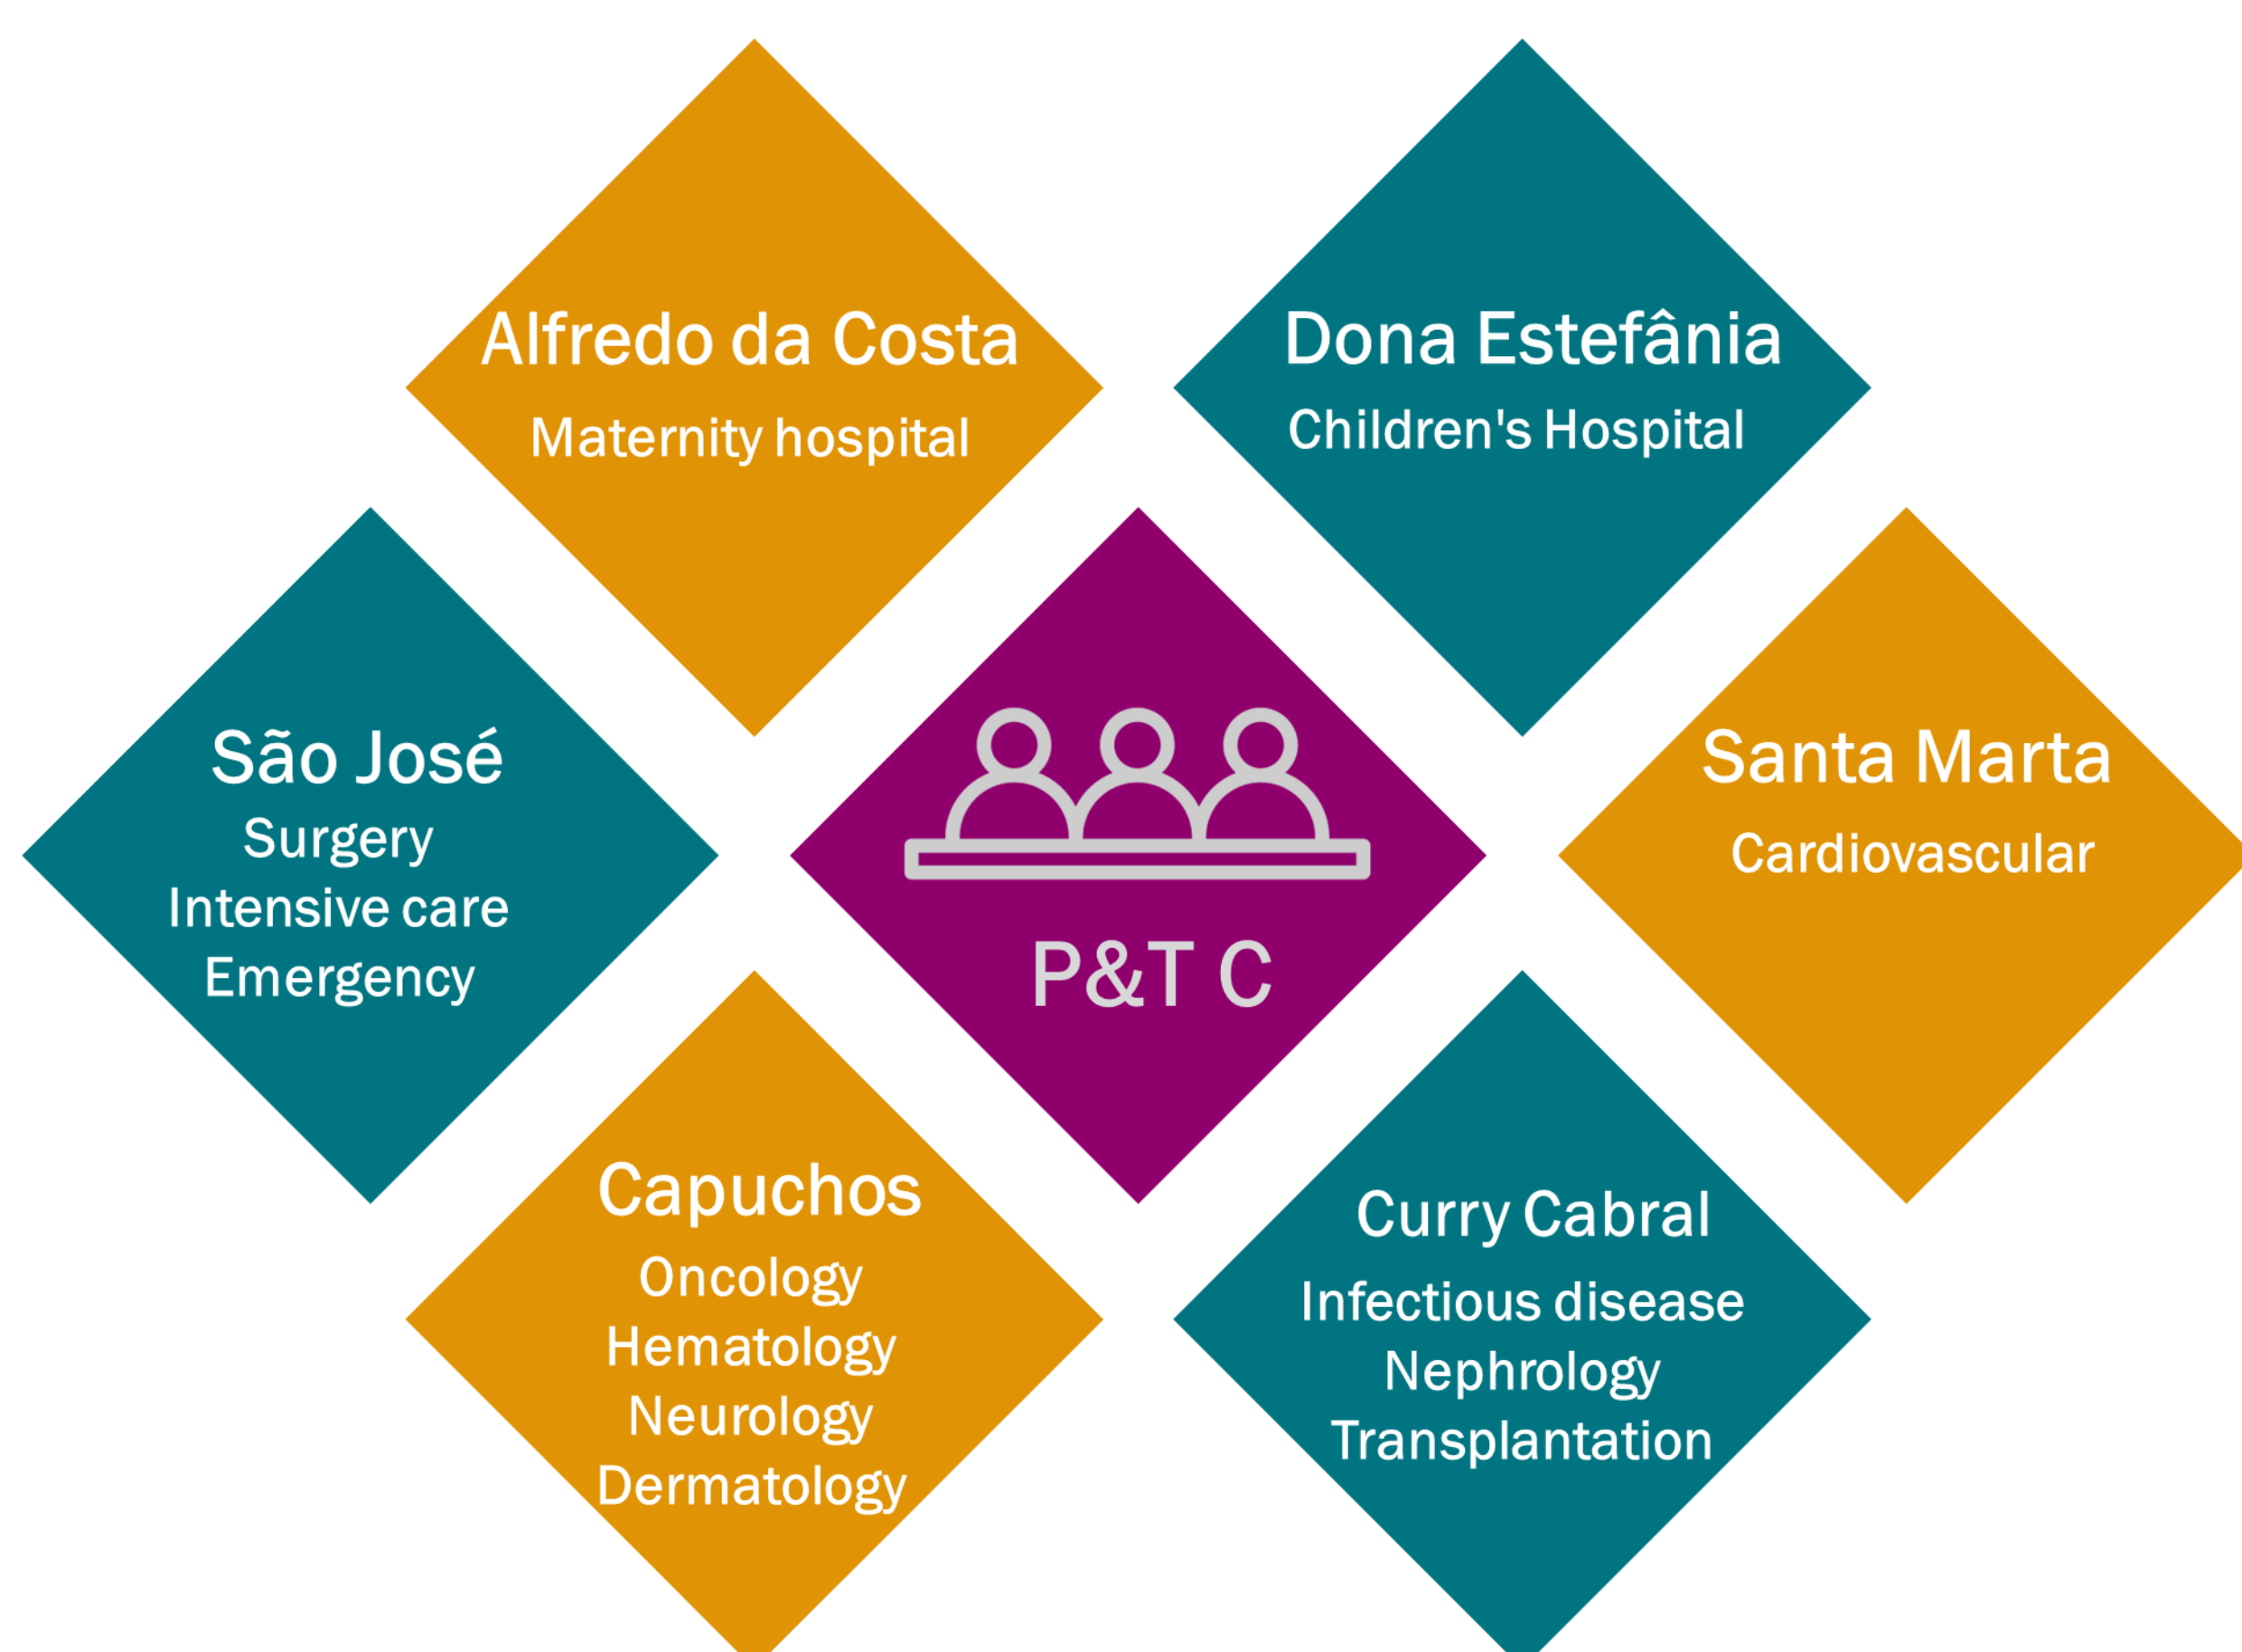 Alfredo da Costa
Maternity hospital
Dona Estefânia
Children's Hospital
São José
Surgery
Intensive care
Emergency
P&T C
Santa Marta
Cardiovascular
Capuchos
Oncology
Hematology
Neurology
Dermatology
Curry Cabral
Infectious disease
Nephrology
Transplantation